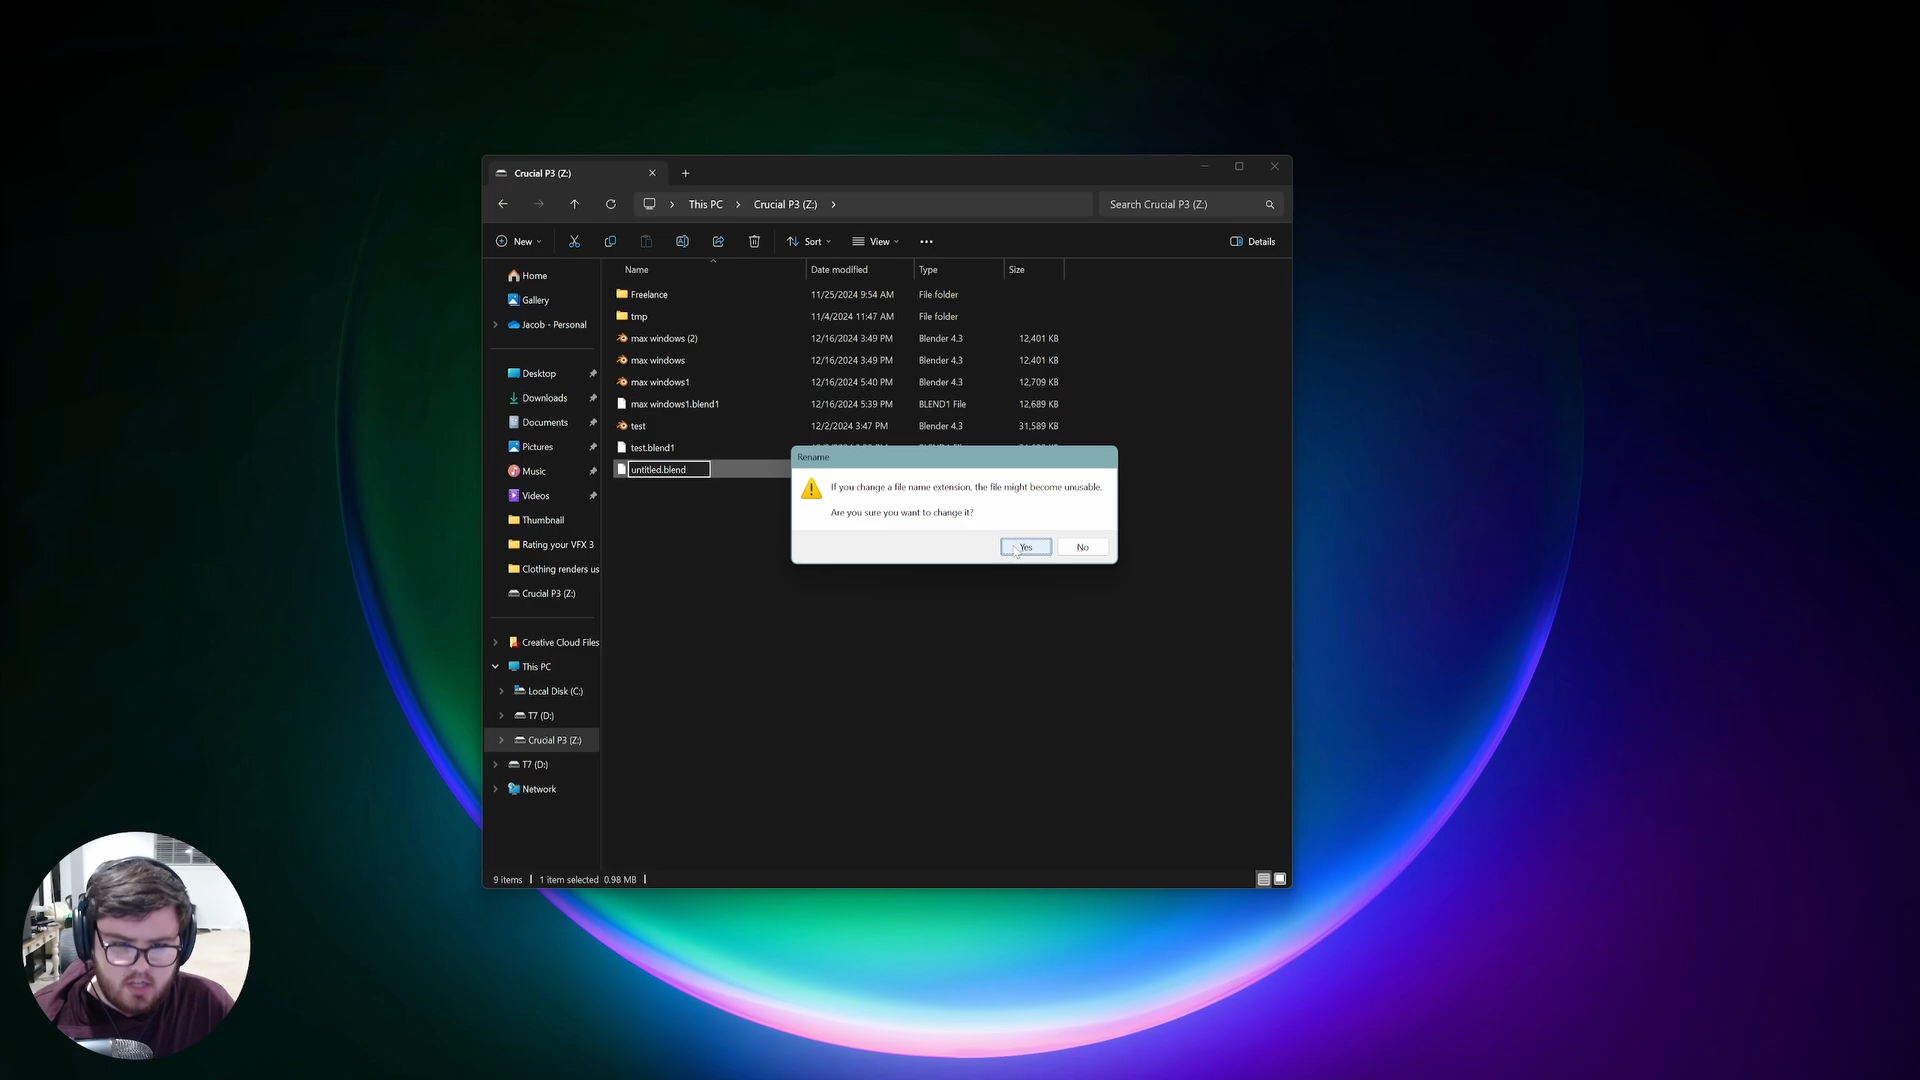 Crucial P3 (Z:)
This PC
Crucial P3 (Z:)
Search Crucial P3 (Z:)
New
Sort
View
Details
Name
Date modified
Type
Size
Freelance
11/25/2024 9:54 AM
File folder
tmp
11/4/2024 11:47 AM
File folder
max windows (2)
12/16/2024 3:49 PM
Blender 4.3
12,401 KB
max windows
12/16/2024 3:49 PM
Blender 4.3
12,401 KB
max windows1
12/16/2024 5:40 PM
Blender 4.3
12,709 KB
max windows1.blend1
12/16/2024 5:39 PM
BLEND1 File
12,689 KB
test
12/2/2024 3:47 PM
Blender 4.3
31,589 KB
test.blend1
untitled.blend
Rename
If you change a file name extension, the file might become unusable.
Are you sure you want to change it?
Yes
No
Home
Gallery
Jacob - Personal
Desktop
Downloads
Documents
Pictures
Music
Videos
Thumbnail
Rating your VFX 3
Clothing renders us
Crucial P3 (Z:)
Creative Cloud Files
This PC
Local Disk (C:)
T7 (D:)
Crucial P3 (Z:)
T7 (D:)
Network
9 items
1 item selected 0.98 MB